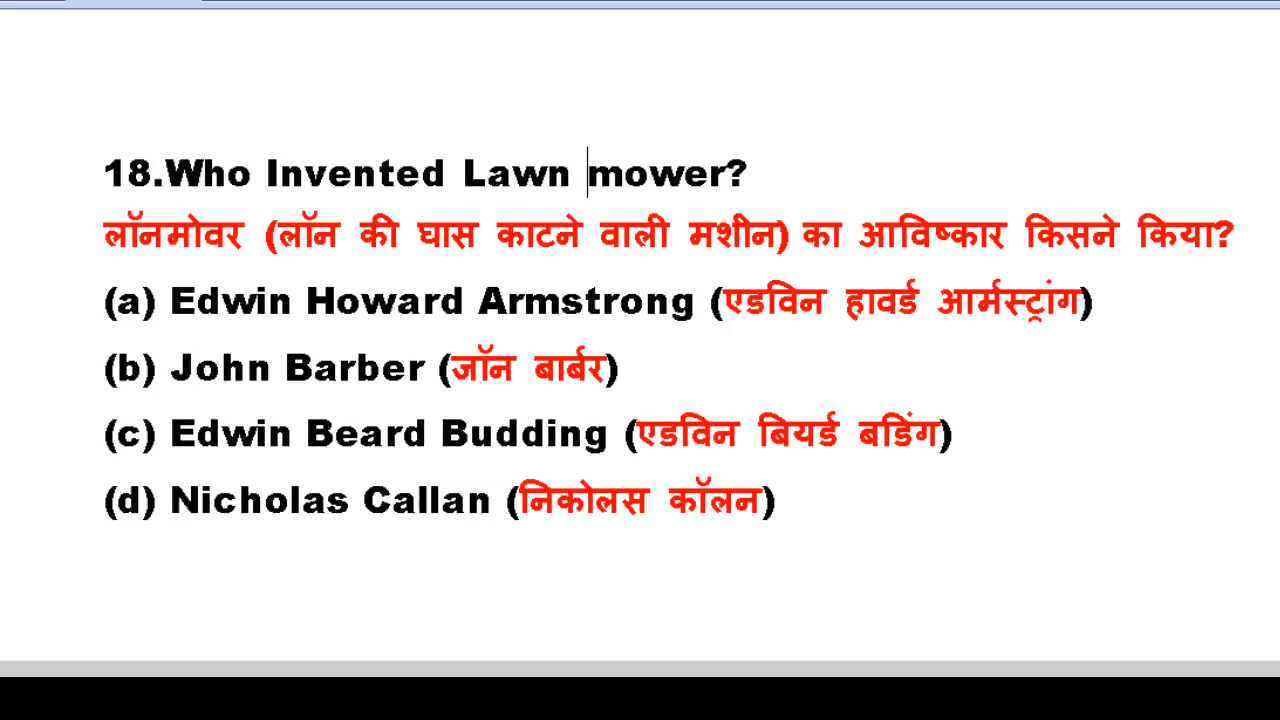 18.Who Invented Lawn mower?
लॉनमोवर (लॉन की घास काटने वाली मशीन) का आविष्कार किसने किया?
(a) Edwin Howard Armstrong (एडविन हावर्ड आर्मस्ट्रांग)
(b) John Barber (जॉन बार्बर)
(c) Edwin Beard Budding (एडविन बियर्ड बडिंग)
(d) Nicholas Callan (निकोलस कॉलन)